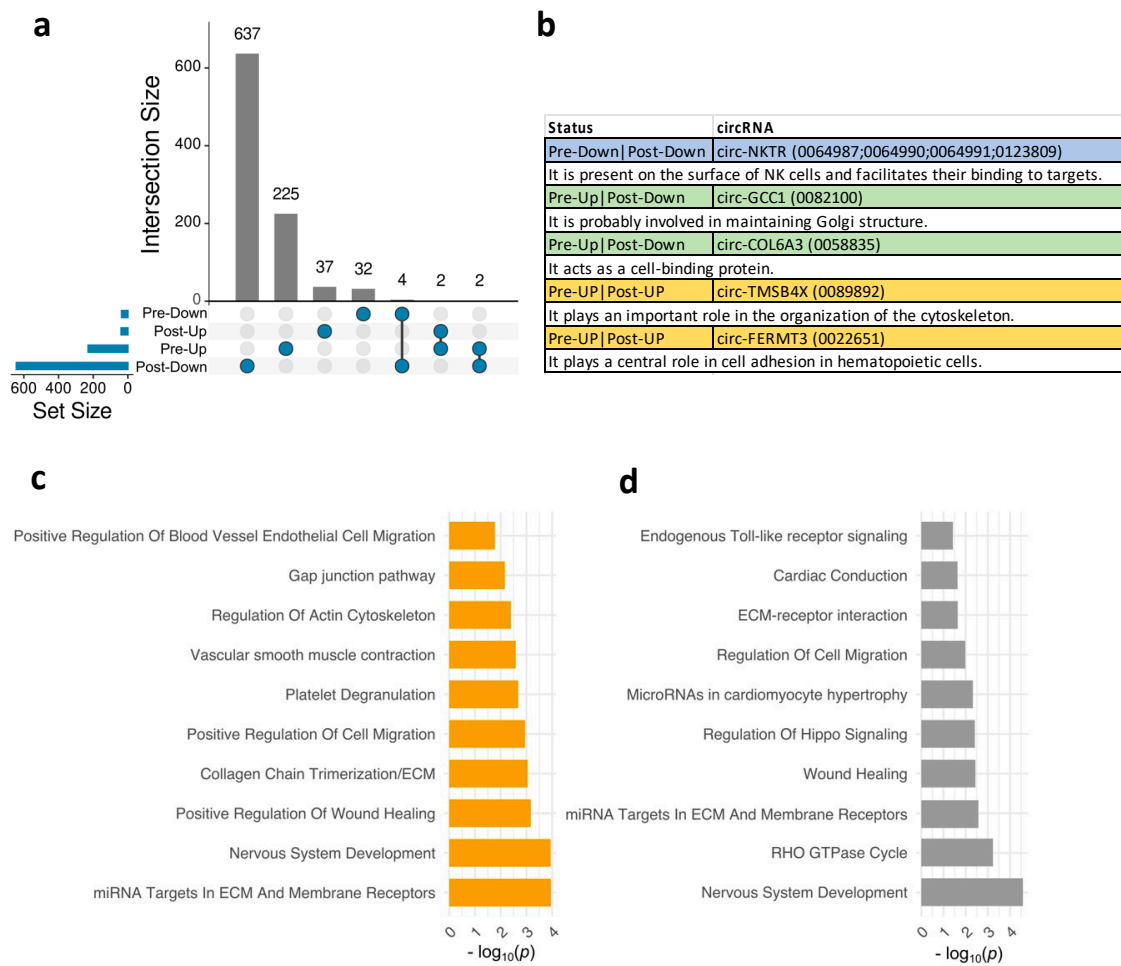 a
b
637
225
37
32
4
2
2
Intersection Size
600
400
200
0
Pre-Down
Post-Up
Pre-Up
Post-Down
600 400 200 0
Set Size
Status circRNA
Pre-Down|Post-Down circ-NKTR (0064987;0064990;0064991;0123809)
It is present on the surface of NK cells and facilitates their binding to targets.
Pre-Up|Post-Down circ-GCC1 (0082100)
It is probably involved in maintaining Golgi structure.
Pre-Up|Post-Down circ-COL6A3 (0058835)
It acts as a cell-binding protein.
Pre-UP|Post-UP circ-TMSB4X (0089892)
It plays an important role in the organization of the cytoskeleton.
Pre-UP|Post-UP circ-FERMT3 (0022651)
It plays a central role in cell adhesion in hematopoietic cells.
c
Positive Regulation Of Blood Vessel Endothelial Cell Migration
Gap junction pathway
Regulation Of Actin Cytoskeleton
Vascular smooth muscle contraction
Platelet Degranulation
Positive Regulation Of Cell Migration
Collagen Chain Trimerization/ECM
Positive Regulation Of Wound Healing
Nervous System Development
miRNA Targets In ECM And Membrane Receptors
0 1 2 3 4
- log10(p)
d
Endogenous Toll-like receptor signaling
Cardiac Conduction
ECM-receptor interaction
Regulation Of Cell Migration
MicroRNAs in cardiomyocyte hypertrophy
Regulation Of Hippo Signaling
Wound Healing
miRNA Targets In ECM And Membrane Receptors
RHO GTPase Cycle
Nervous System Development
0 1 2 3 4
- log10(p)